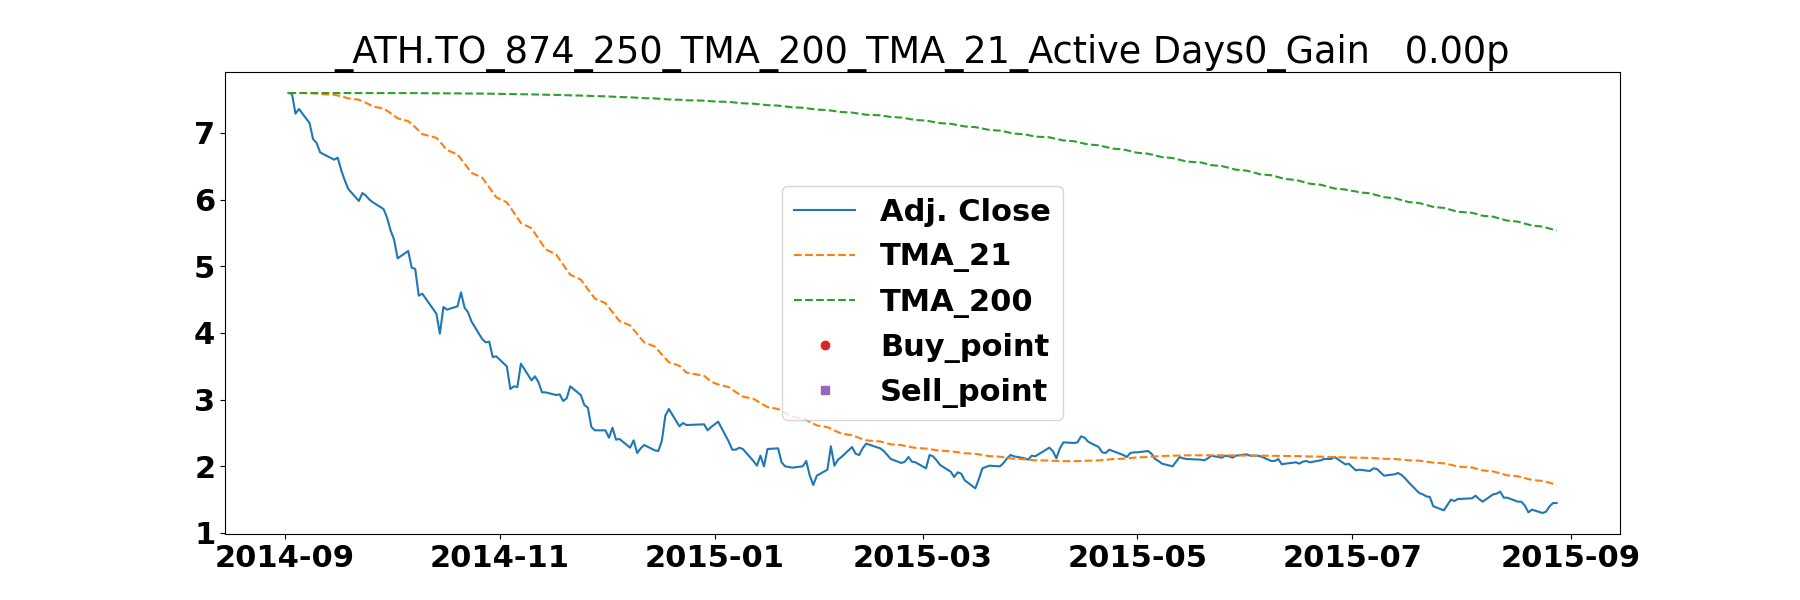 _ATH.TO_874_250_TMA_200_TMA_21_Active Days0_Gain   0.00p
7
6
5
4
3
2
1
Adj. Close
TMA_21
TMA_200
Buy_point
Sell_point
2014-09 2014-11 2015-01 2015-03 2015-05 2015-07 2015-09